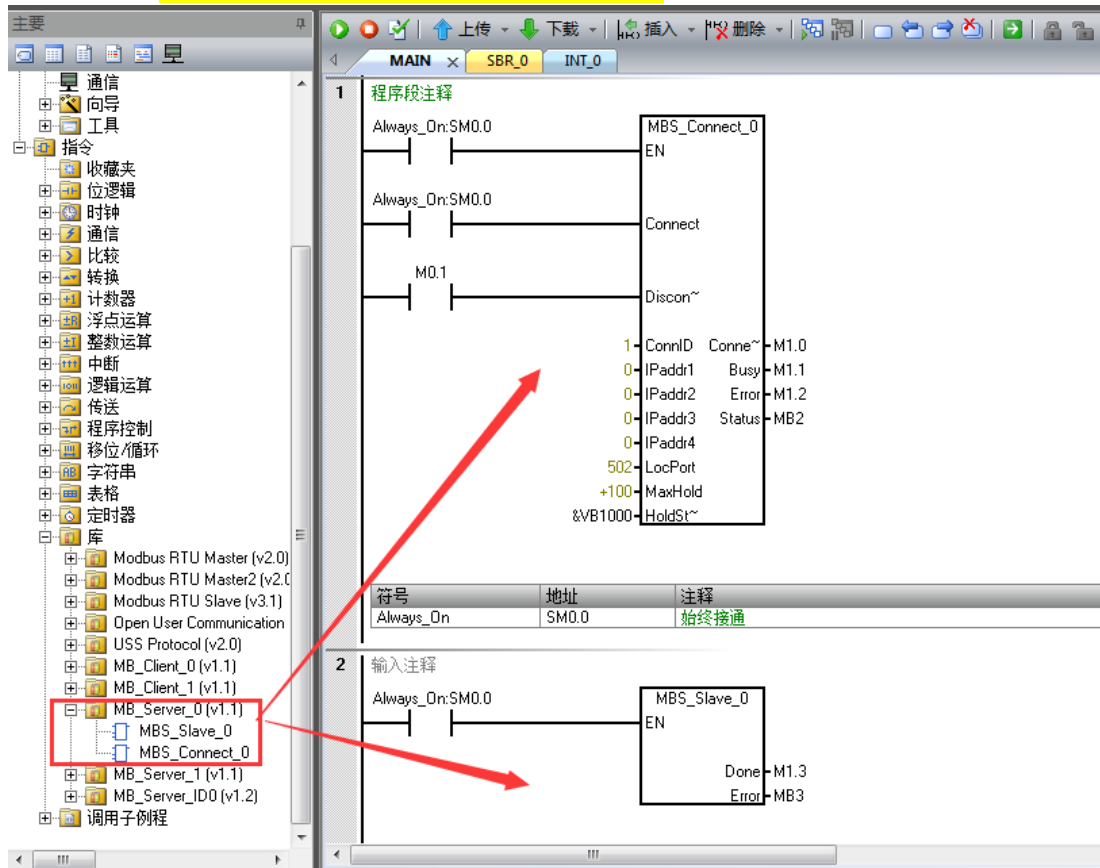 主要
通信
向导
工具
指令
收藏夹
位逻辑
时钟
通信
比较
转换
计数器
浮点运算
整数运算
中断
逻辑运算
传送
程序控制
移位/循环
字符串
表格
定时器
库
Modbus RTU Master (v2.0)
Modbus RTU Master2 (v2.0
Modbus RTU Slave (v3.1)
Open User Communication
USS Protocol (v2.0)
MB_Client_0 (v1.1)
MB_Client_1 (v1.1)
MB_Server_0 (v1.1)
MBS_Slave_0
MBS_Connect_0
MB_Server_1 (v1.1)
MB_Server_ID0 (v1.2)
调用子例程
上传 下载 插入 删除
MAIN × SBR_0 INT_0
1 程序段注释
Always_On:SM0.0 MBS_Connect_0
EN
Always_On:SM0.0
Connect
M0.1
Discon~
1 ConnID Conne~ M1.0
0 IPaddr1 Busy M1.1
0 IPaddr2 Error M1.2
0 IPaddr3 Status MB2
0 IPaddr4
502 LocPort
+100 MaxHold
&VB1000 HoldSt~
符号 地址 注释
Always_On SM0.0 始终接通
2 输入注释
Always_On:SM0.0 MBS_Slave_0
EN
Done M1.3
Error MB3